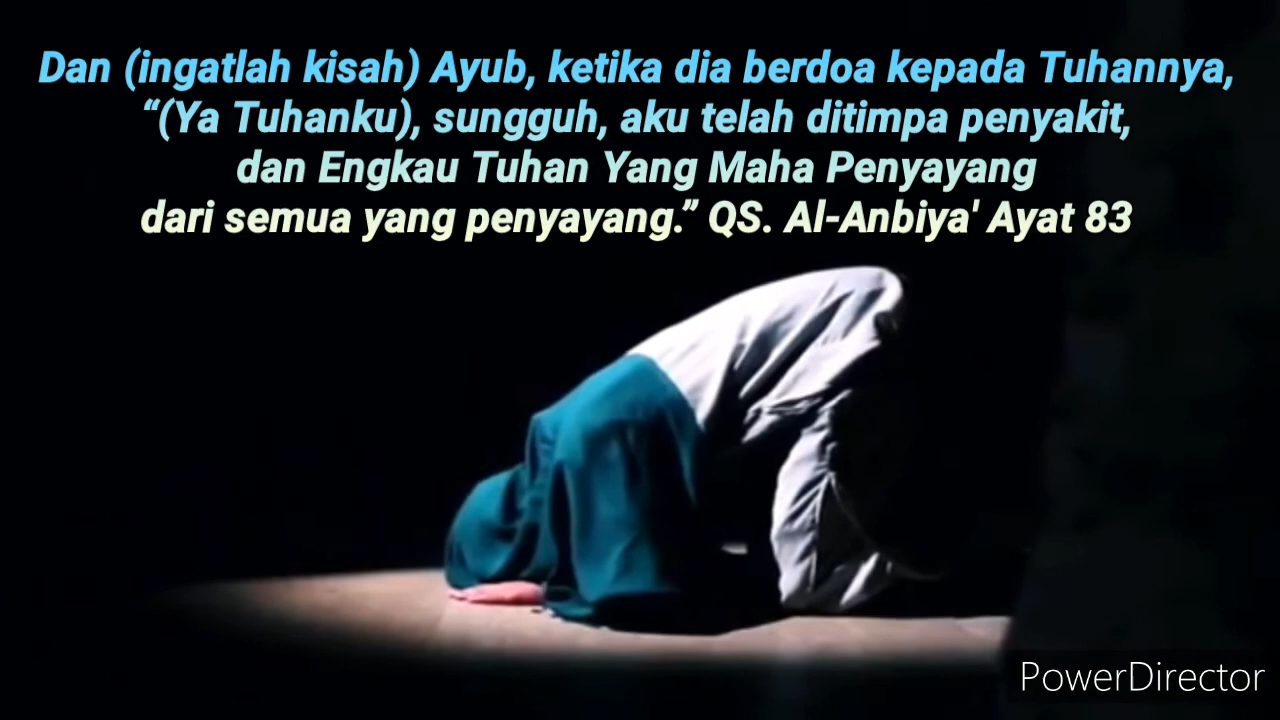 Dan (ingatlah kisah) Ayub, ketika dia berdoa kepada Tuhannya,
“(Ya Tuhanku), sungguh, aku telah ditimpa penyakit,
dan Engkau Tuhan Yang Maha Penyayang
dari semua yang penyayang.” QS. Al-Anbiya' Ayat 83
PowerDirector